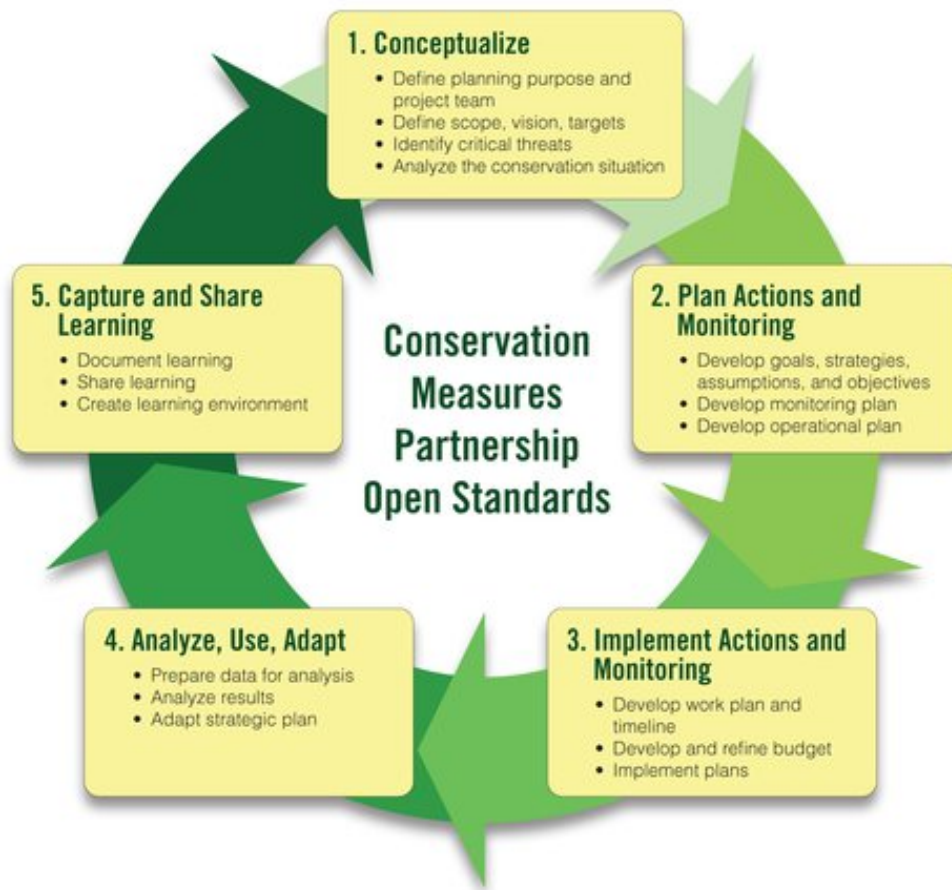 1. Conceptualize
• Define planning purpose and
project team
• Define scope, vision, targets
• Identify critical threats
• Analyze the conservation situation
2. Plan Actions and
Monitoring
• Develop goals, strategies,
assumptions, and objectives
• Develop monitoring plan
• Develop operational plan
3. Implement Actions and
Monitoring
• Develop work plan and
timeline
• Develop and refine budget
• Implement plans
4. Analyze, Use, Adapt
• Prepare data for analysis
• Analyze results
• Adapt strategic plan
5. Capture and Share
Learning
• Document learning
• Share learning
• Create learning environment
Conservation
Measures
Partnership
Open Standards